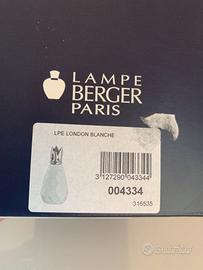 LAMPE
BERGER
PARIS
LPE LONDON BLANCHE
3 127290 043344
004334
316535